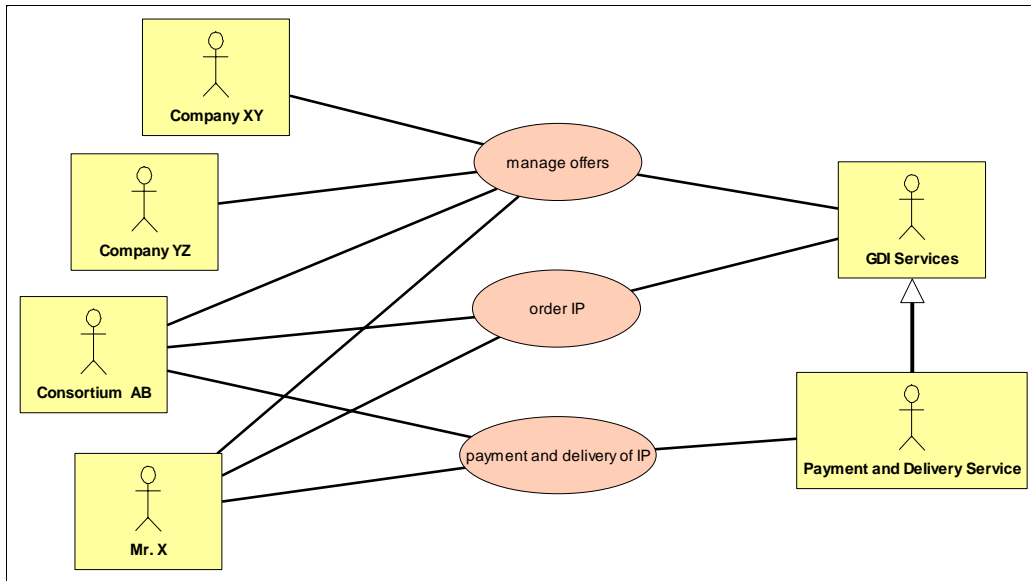 Company XY
manage offers
Company YZ
GDI Services
order IP
Consortium AB
payment and delivery of IP
Payment and Delivery Service
Mr. X